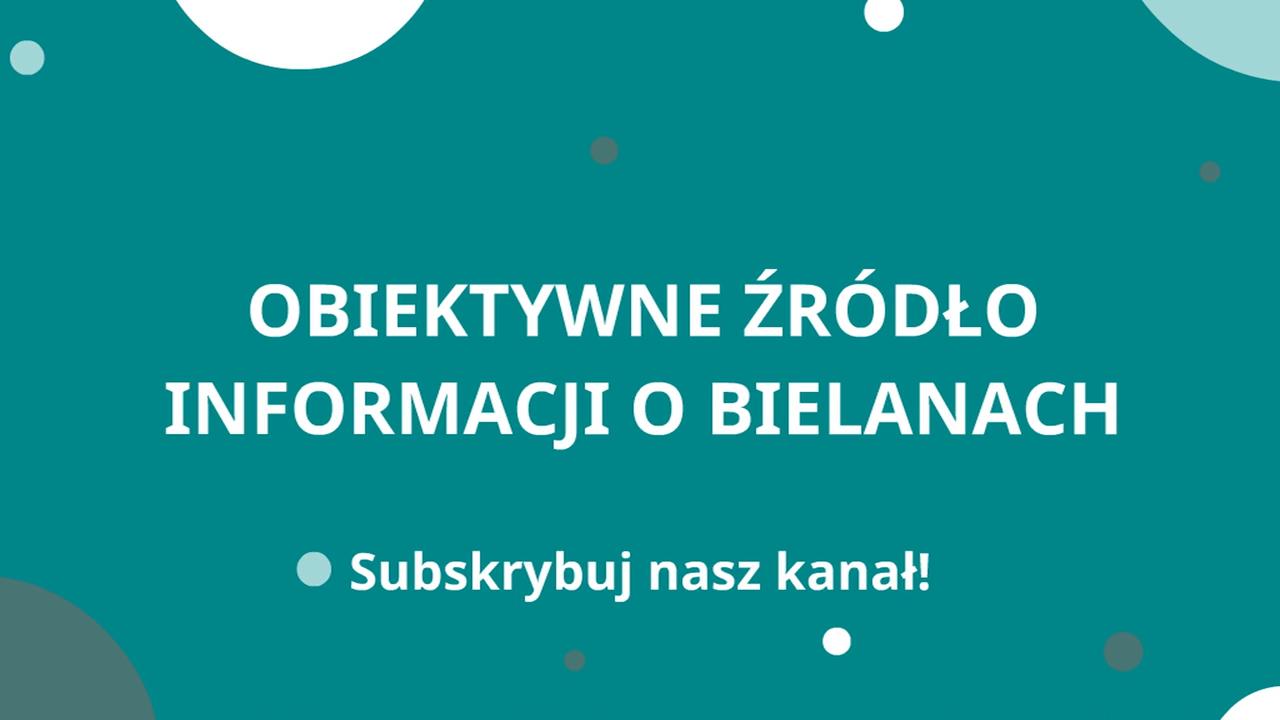 OBIEKTYWNE ŹRÓDŁO
INFORMACJI O BIELANACH
Subskrybuj nasz kanał!